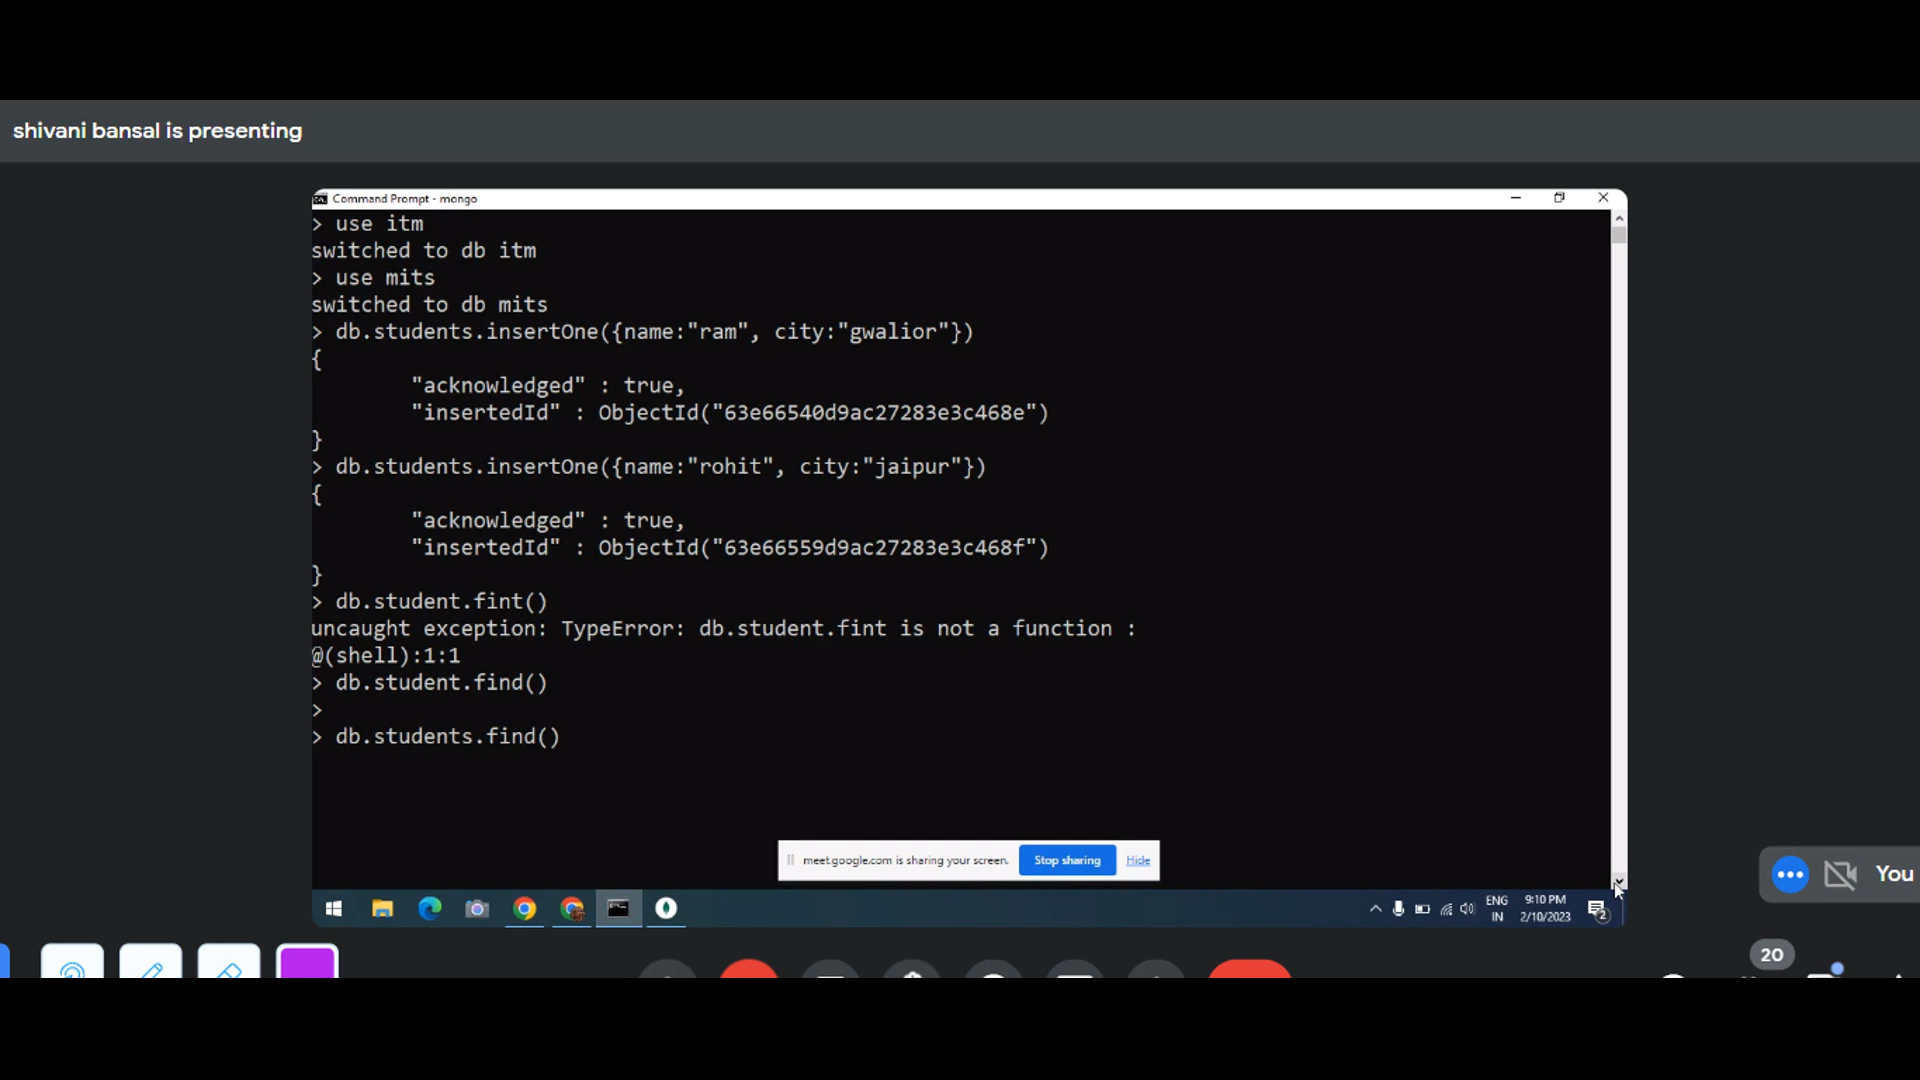 shivani bansal is presenting
Command Prompt - mongo
> use itm
switched to db itm
> use mits
switched to db mits
> db.students.insertOne({name:"ram", city:"gwalior"})
{
        "acknowledged" : true,
        "insertedId" : ObjectId("63e66540d9ac27283e3c468e")
}
> db.students.insertOne({name:"rohit", city:"jaipur"})
{
        "acknowledged" : true,
        "insertedId" : ObjectId("63e66559d9ac27283e3c468f")
}
> db.student.fint()
uncaught exception: TypeError: db.student.fint is not a function :
@(shell):1:1
> db.student.find()
>
> db.students.find()
meet.google.com is sharing your screen. Stop sharing Hide
You
ENG
IN
9:10 PM
2/10/2023
2
20